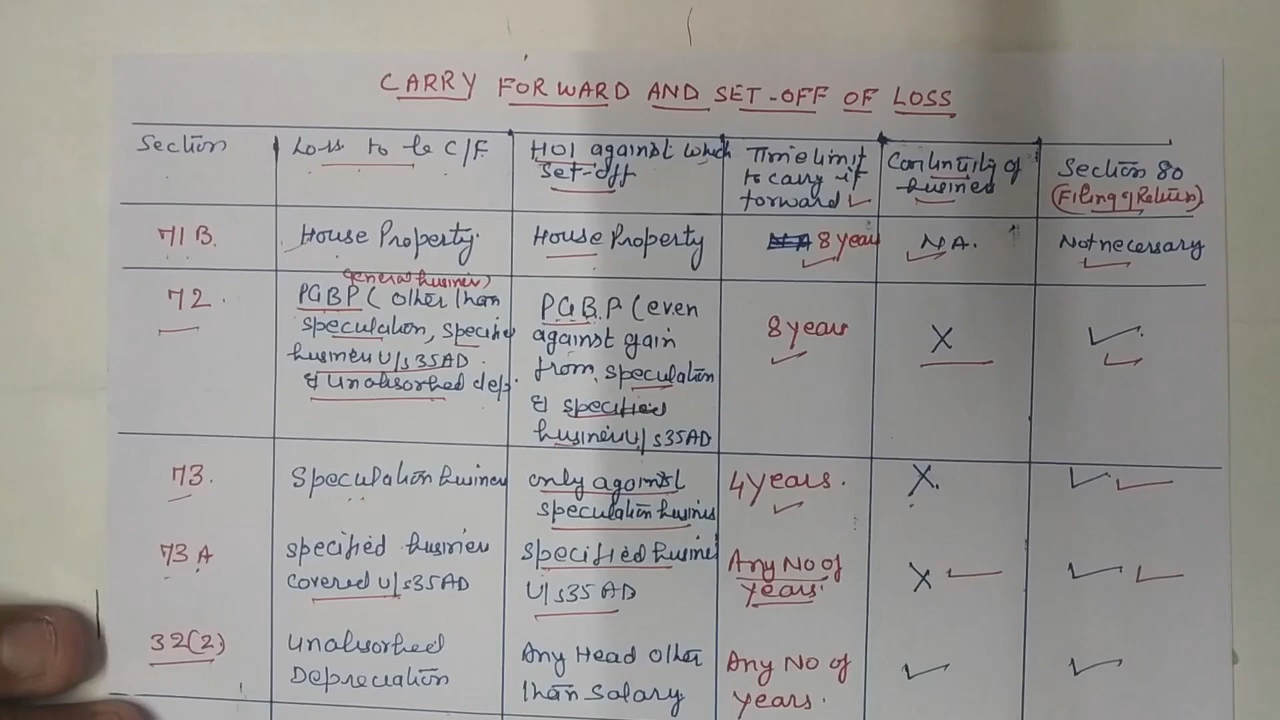 CARRY FORWARD AND SET-OFF OF LOSS
Section
Loss to be C/F
HOI against which
set-off
Time limit
to carry it
forward
Continuity of
business
Section 80
(Filing of Return)
71B.
House Property.
House Property
8 years
N.A.
Not necessary
72.
general business)
PGBP (other than
speculation, specified
business U/s 35AD
& unabsorbed dep.
PGBP (even
against gain
from speculation
& specified
business U/s 35AD
8 years
X
✓
73.
Speculation business
only against
speculation business
4 years.
X.
✓
73A
specified business
covered U/s 35AD
specified business
U/s 35AD
Any No of
years.
X
✓
32(2)
unabsorbed
Depreciation
Any Head other
than Salary
Any No of
years.
✓
✓